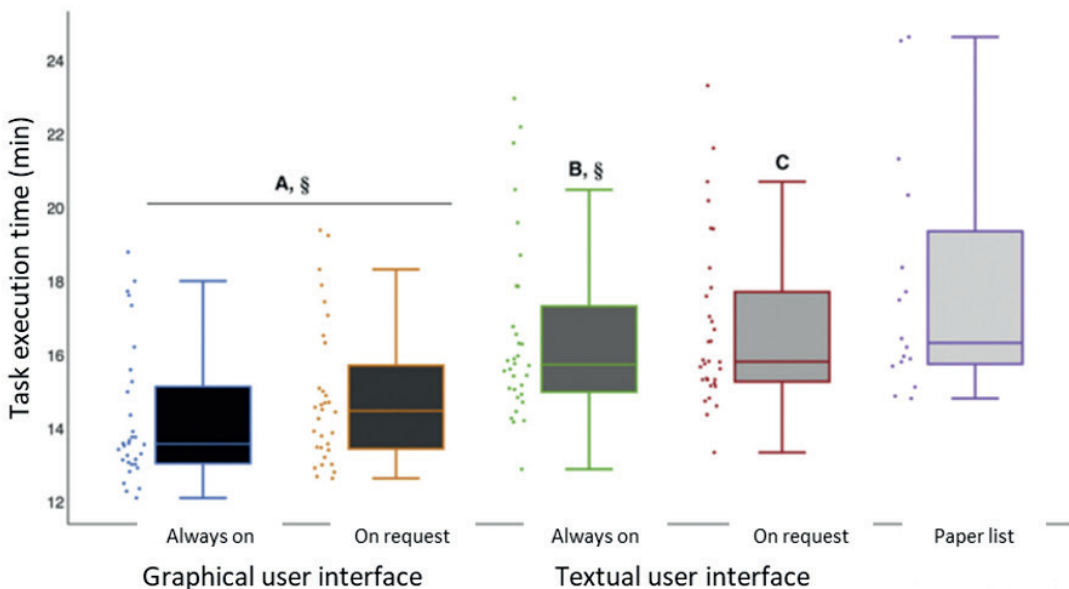 Task execution time (min)
24
22
20
18
16
14
12
A, §
B, §
C
Always on
On request
Always on
On request
Paper list
Graphical user interface
Textual user interface